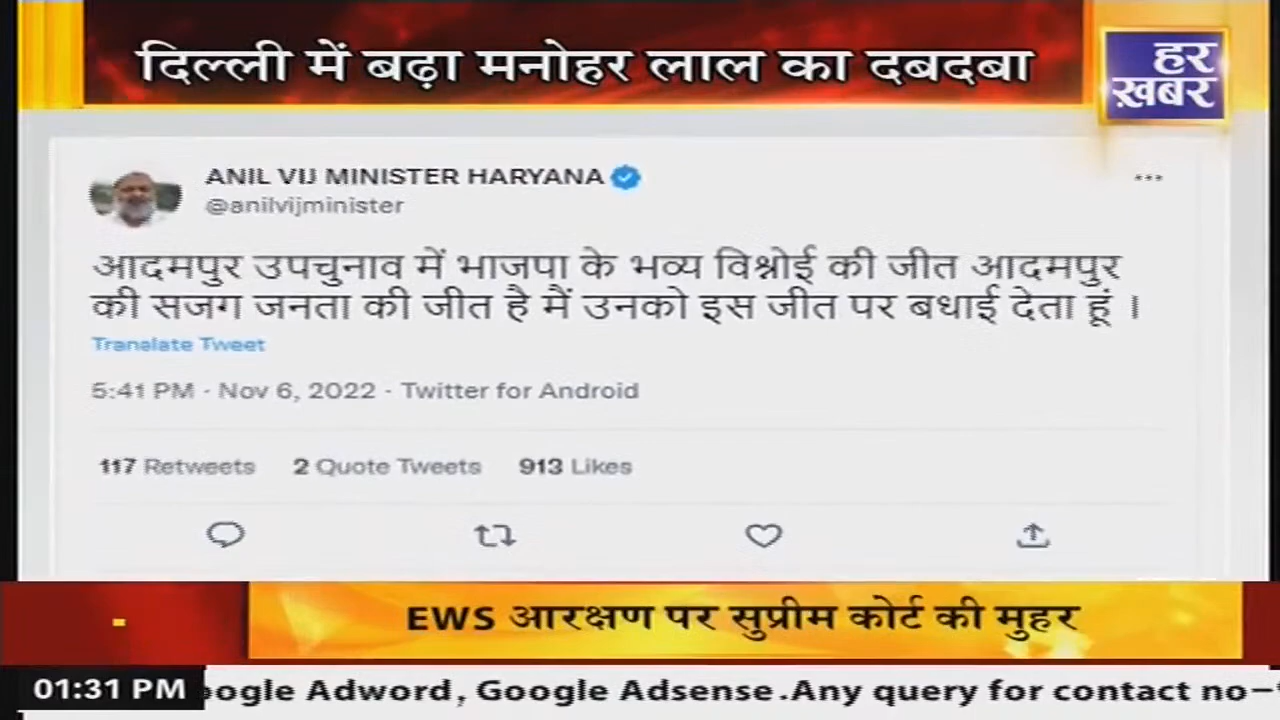 दिल्ली में बढ़ा मनोहर लाल का दबदबा
हर
ख़बर
ANIL VIJ MINISTER HARYANA
@anilvijminister
आदमपुर उपचुनाव में भाजपा के भव्य विश्नोई की जीत आदमपुर
की सजग जनता की जीत है मैं उनको इस जीत पर बधाई देता हूं ।
Translate Tweet
5:41 PM · Nov 6, 2022 · Twitter for Android
117 Retweets 2 Quote Tweets 913 Likes
EWS आरक्षण पर सुप्रीम कोर्ट की मुहर
01:31 PM oogle Adword, Google Adsense.Any query for contact no-